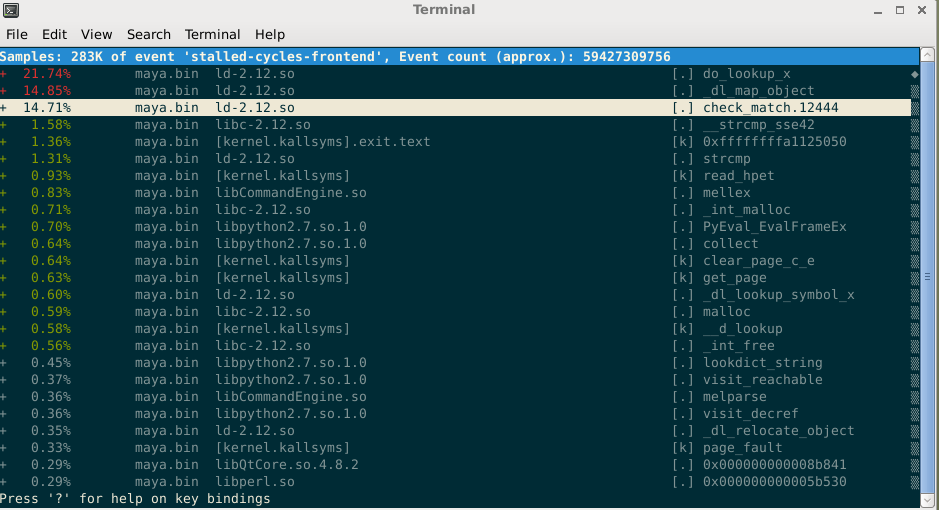 Terminal
File Edit View Search Terminal Help
Samples: 283K of event 'stalled-cycles-frontend', Event count (approx.): 59427309756
+ 21.74% maya.bin ld-2.12.so [.] do_lookup_x
+ 14.85% maya.bin ld-2.12.so [.] _dl_map_object
+ 14.71% maya.bin ld-2.12.so [.] check_match.12444
+ 1.58% maya.bin libc-2.12.so [.] __strcmp_sse42
+ 1.36% maya.bin [kernel.kallsyms].exit.text [k] 0xffffffffa1125050
+ 1.31% maya.bin ld-2.12.so [.] strcmp
+ 0.93% maya.bin [kernel.kallsyms] [k] read_hpet
+ 0.83% maya.bin libCommandEngine.so [.] mellex
+ 0.71% maya.bin libc-2.12.so [.] _int_malloc
+ 0.70% maya.bin libpython2.7.so.1.0 [.] PyEval_EvalFrameEx
+ 0.64% maya.bin libpython2.7.so.1.0 [.] collect
+ 0.64% maya.bin [kernel.kallsyms] [k] clear_page_c_e
+ 0.63% maya.bin [kernel.kallsyms] [k] get_page
+ 0.60% maya.bin ld-2.12.so [.] _dl_lookup_symbol_x
+ 0.59% maya.bin libc-2.12.so [.] malloc
+ 0.58% maya.bin [kernel.kallsyms] [k] __d_lookup
+ 0.56% maya.bin libc-2.12.so [.] _int_free
+ 0.45% maya.bin libpython2.7.so.1.0 [.] lookdict_string
+ 0.37% maya.bin libpython2.7.so.1.0 [.] visit_reachable
+ 0.36% maya.bin libCommandEngine.so [.] melparse
+ 0.36% maya.bin libpython2.7.so.1.0 [.] visit_decref
+ 0.35% maya.bin ld-2.12.so [.] _dl_relocate_object
+ 0.33% maya.bin [kernel.kallsyms] [k] page_fault
+ 0.29% maya.bin libQtCore.so.4.8.2 [.] 0x000000000008b841
+ 0.29% maya.bin libperl.so [.] 0x000000000005b530
Press '?' for help on key bindings